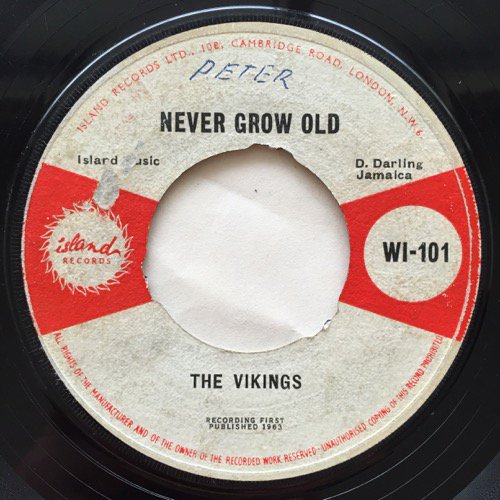 ISLAND RECORDS LTD., 108, CAMBRIDGE ROAD, LONDON, N.W.6
PETER
NEVER GROW OLD
Island Music
D. Darling
Jamaica
island
RECORDS
WI-101
THE VIKINGS
RECORDING FIRST
PUBLISHED 1963
ALL RIGHTS OF THE MANUFACTURER AND OF THE OWNER OF THE RECORDED WORK RESERVED. UNAUTHORISED COPYING OF THIS RECORD PROHIBITED